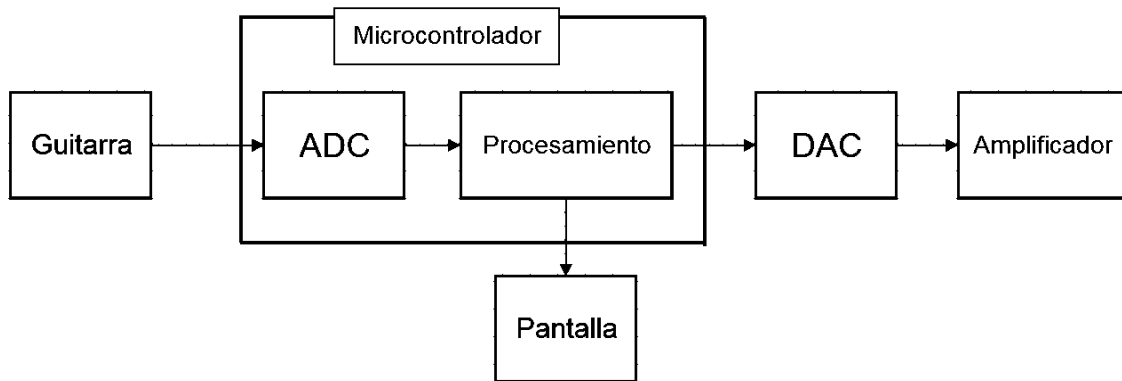 Microcontrolador
Guitarra
ADC
Procesamiento
DAC
Amplificador
Pantalla